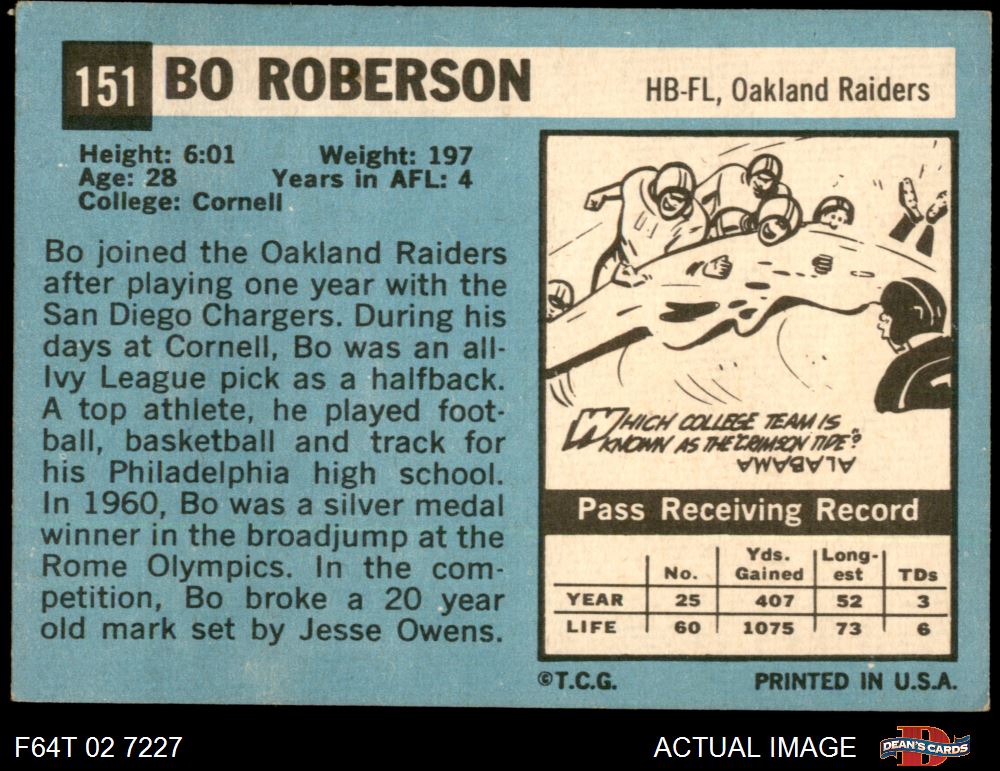 151 BO ROBERSON HB-FL, Oakland Raiders
Height: 6:01 Weight: 197
Age: 28 Years in AFL: 4
College: Cornell
Bo joined the Oakland Raiders
after playing one year with the
San Diego Chargers. During his
days at Cornell, Bo was an all-
Ivy League pick as a halfback.
A top athlete, he played foot-
ball, basketball and track for
his Philadelphia high school.
In 1960, Bo was a silver medal
winner in the broadjump at the
Rome Olympics. In the com-
petition, Bo broke a 20 year
old mark set by Jesse Owens.
WHICH COLLEGE TEAM IS
KNOWN AS THE "CRIMSON TIDE"?
ALABAMA
Pass Receiving Record
No. Yds. Gained Long-est TDs
YEAR 25 407 52 3
LIFE 60 1075 73 6
©T.C.G. PRINTED IN U.S.A.
F64T 02 7227 ACTUAL IMAGE DEAN'S CARDS